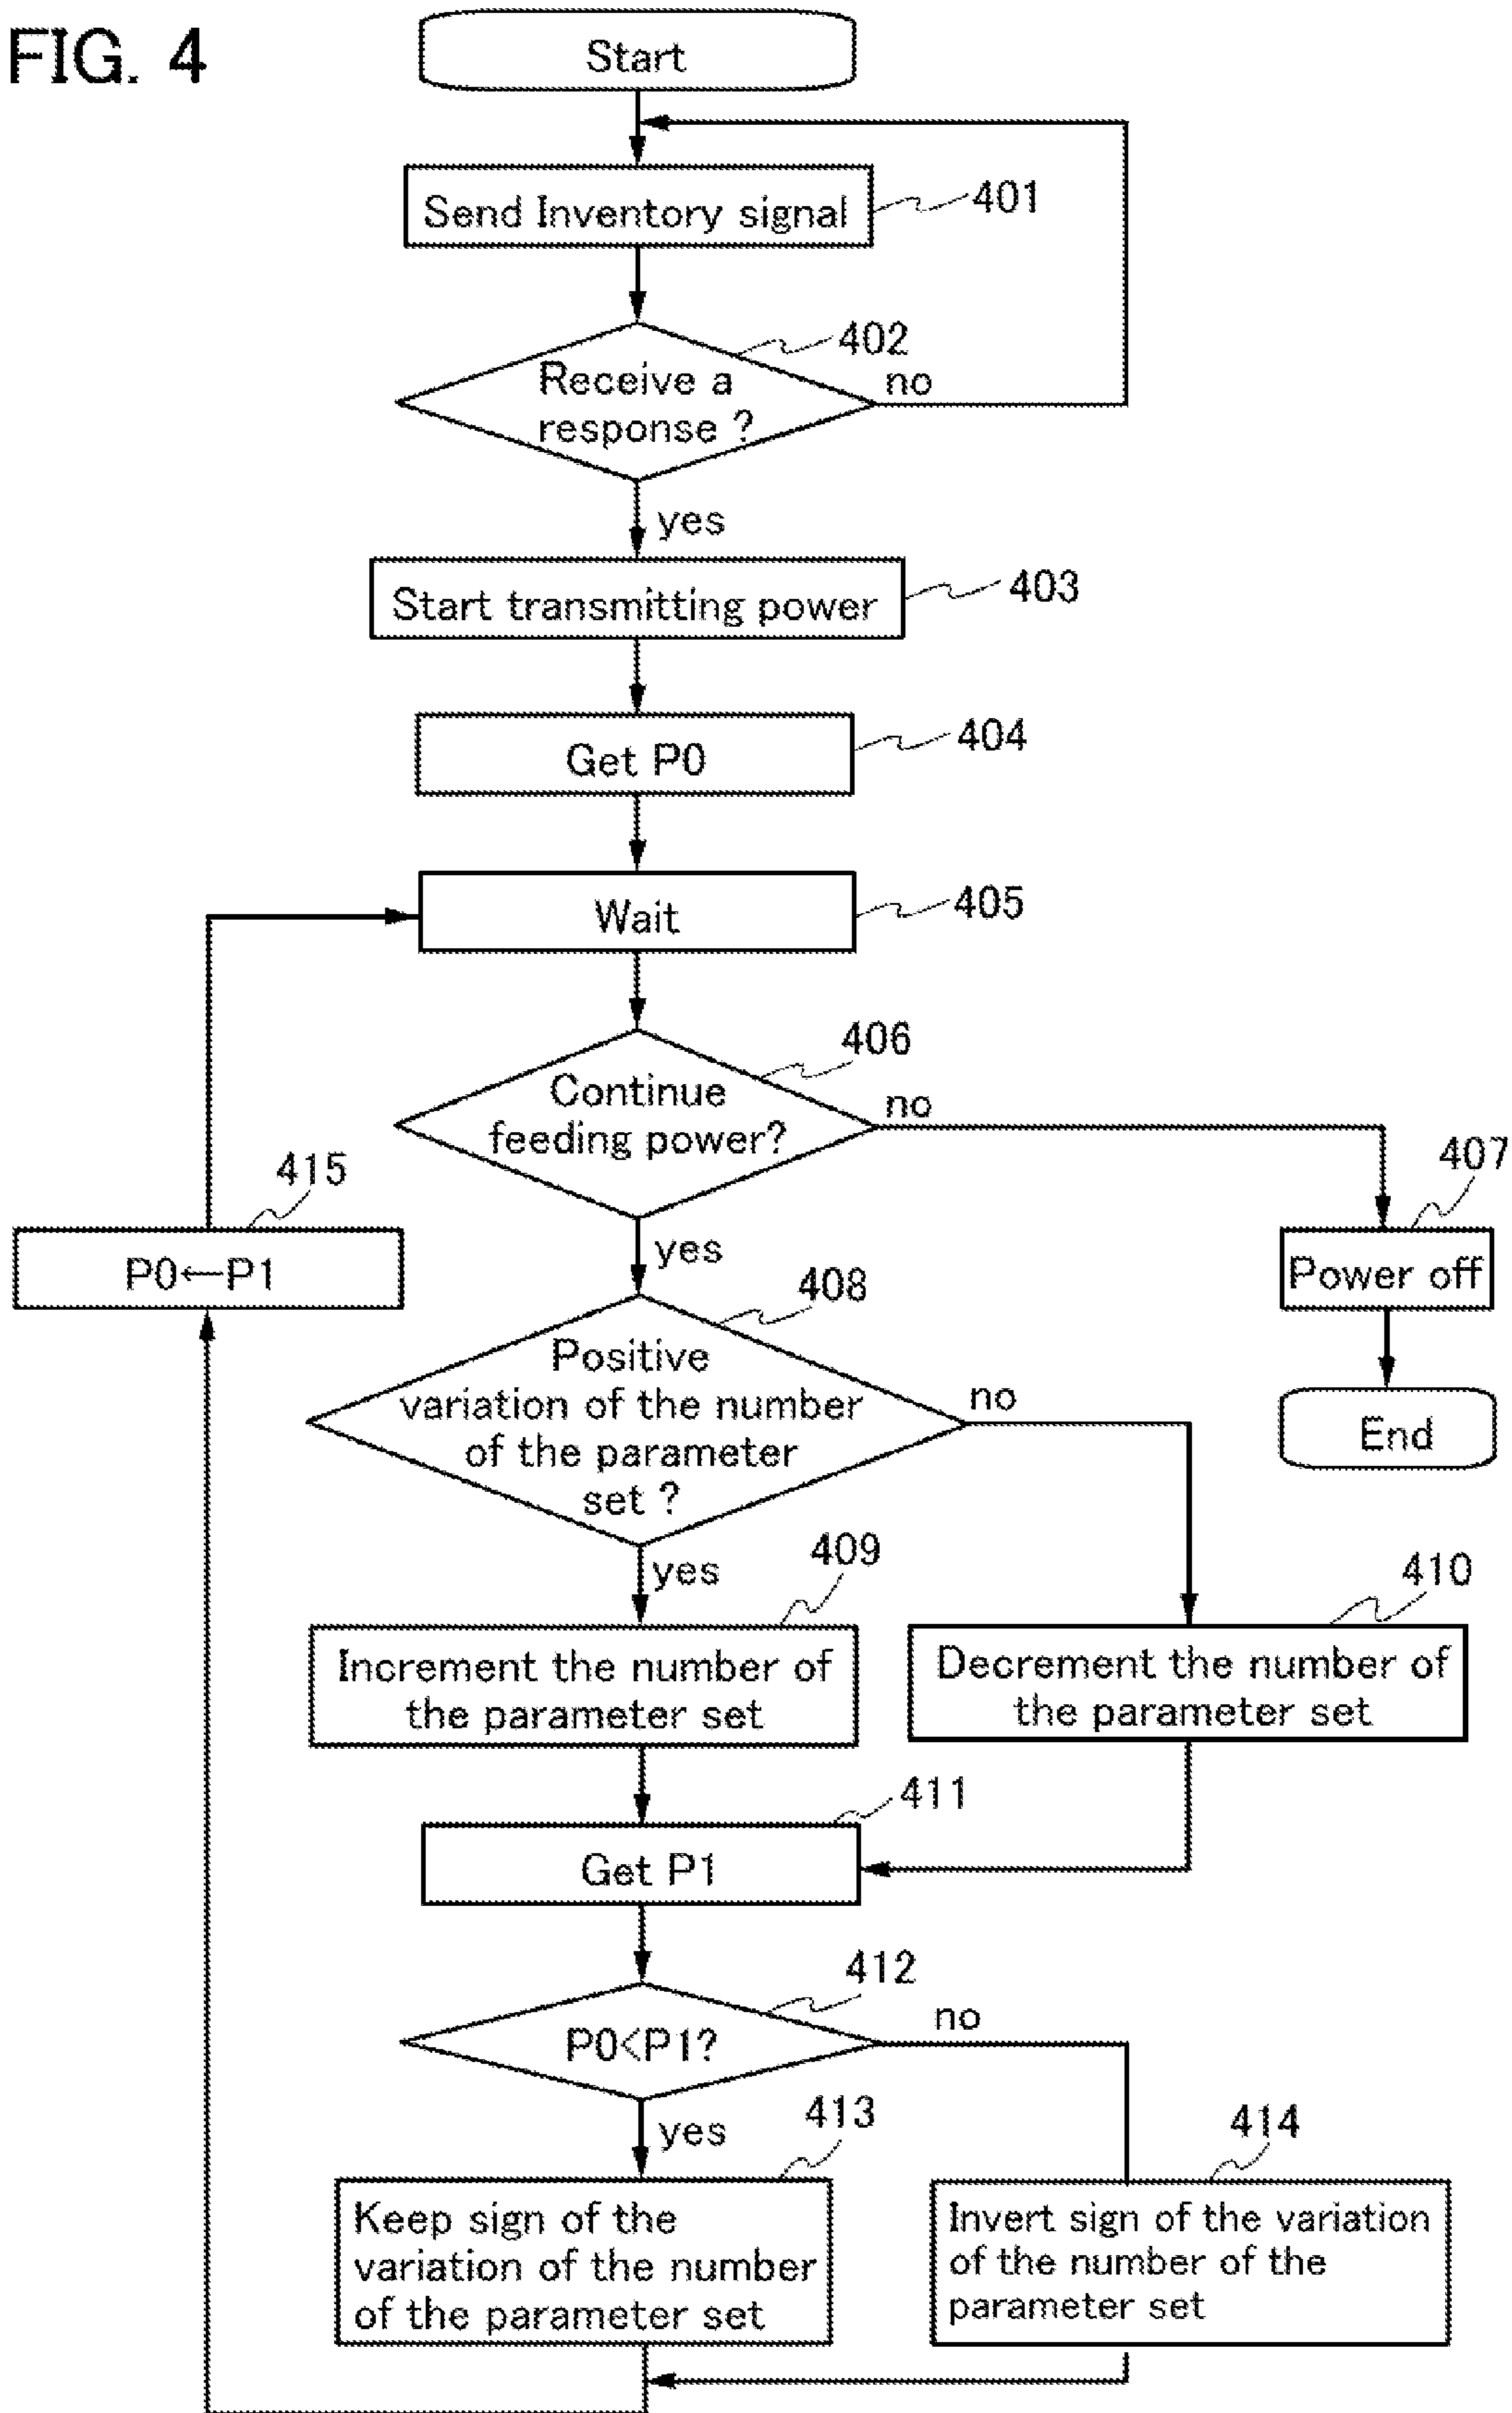 FIG. 4
Start
Send Inventory signal
401
402
Receive a
response ?
no
yes
Start transmitting power
403
Get P0
404
Wait
405
406
Continue
feeding power?
no
407
415
yes
P0←P1
Power off
408
Positive
variation of the number
of the parameter
set ?
no
End
yes
409
410
Increment the number of
the parameter set
Decrement the number of
the parameter set
411
Get P1
412
P0<P1?
no
yes
413
414
Keep sign of the
variation of the number
of the parameter set
Invert sign of the variation
of the number of the
parameter set